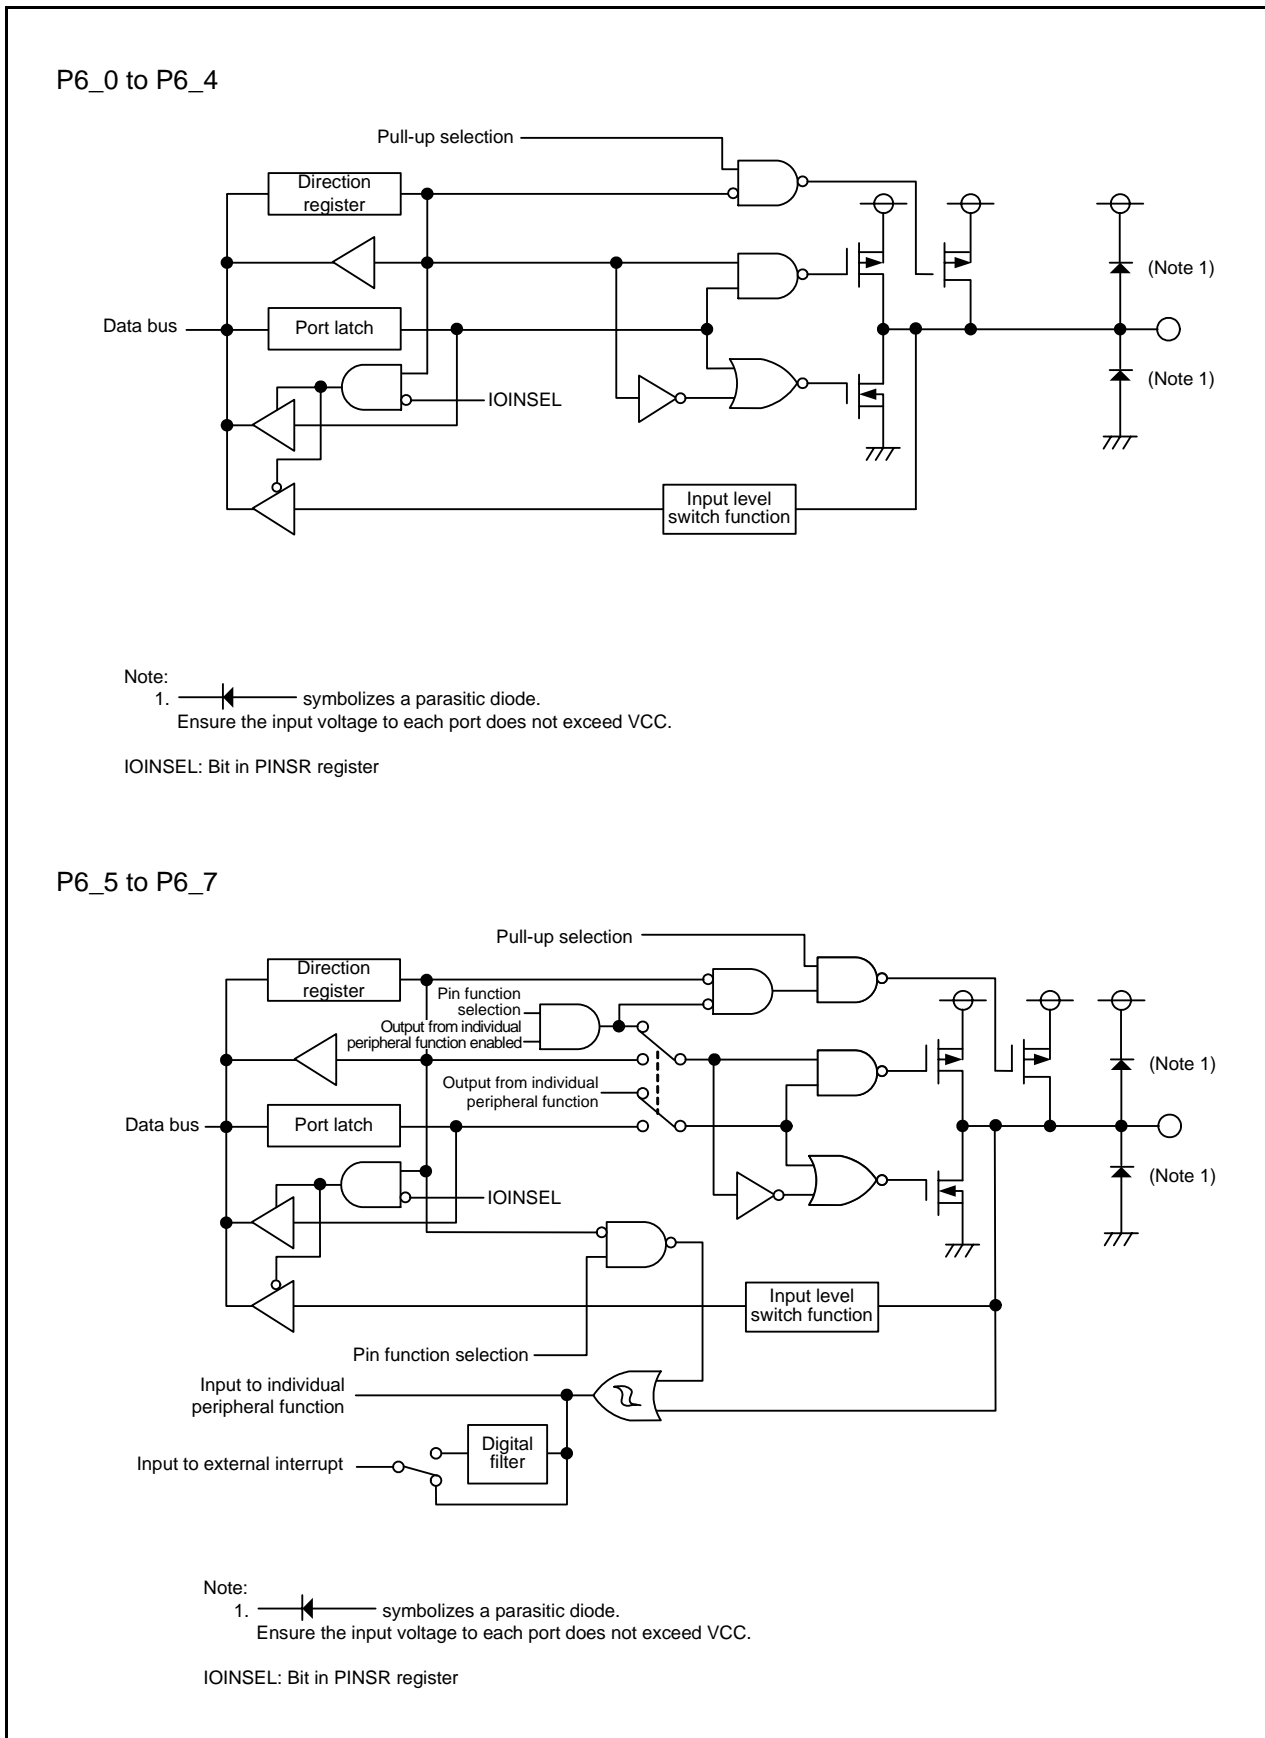 P6_0 to P6_4
Pull-up selection
Direction
register
(Note 1)
Data bus
Port latch
(Note 1)
IOINSEL
Input level
switch function
Note:
1. symbolizes a parasitic diode.
Ensure the input voltage to each port does not exceed VCC.
IOINSEL: Bit in PINSR register
P6_5 to P6_7
Pull-up selection
Direction
register
Pin function
selection
Output from individual
peripheral function enabled
(Note 1)
Output from individual
peripheral function
Data bus
Port latch
(Note 1)
IOINSEL
Input level
switch function
Pin function selection
Input to individual
peripheral function
Digital
filter
Input to external interrupt
Note:
1. symbolizes a parasitic diode.
Ensure the input voltage to each port does not exceed VCC.
IOINSEL: Bit in PINSR register